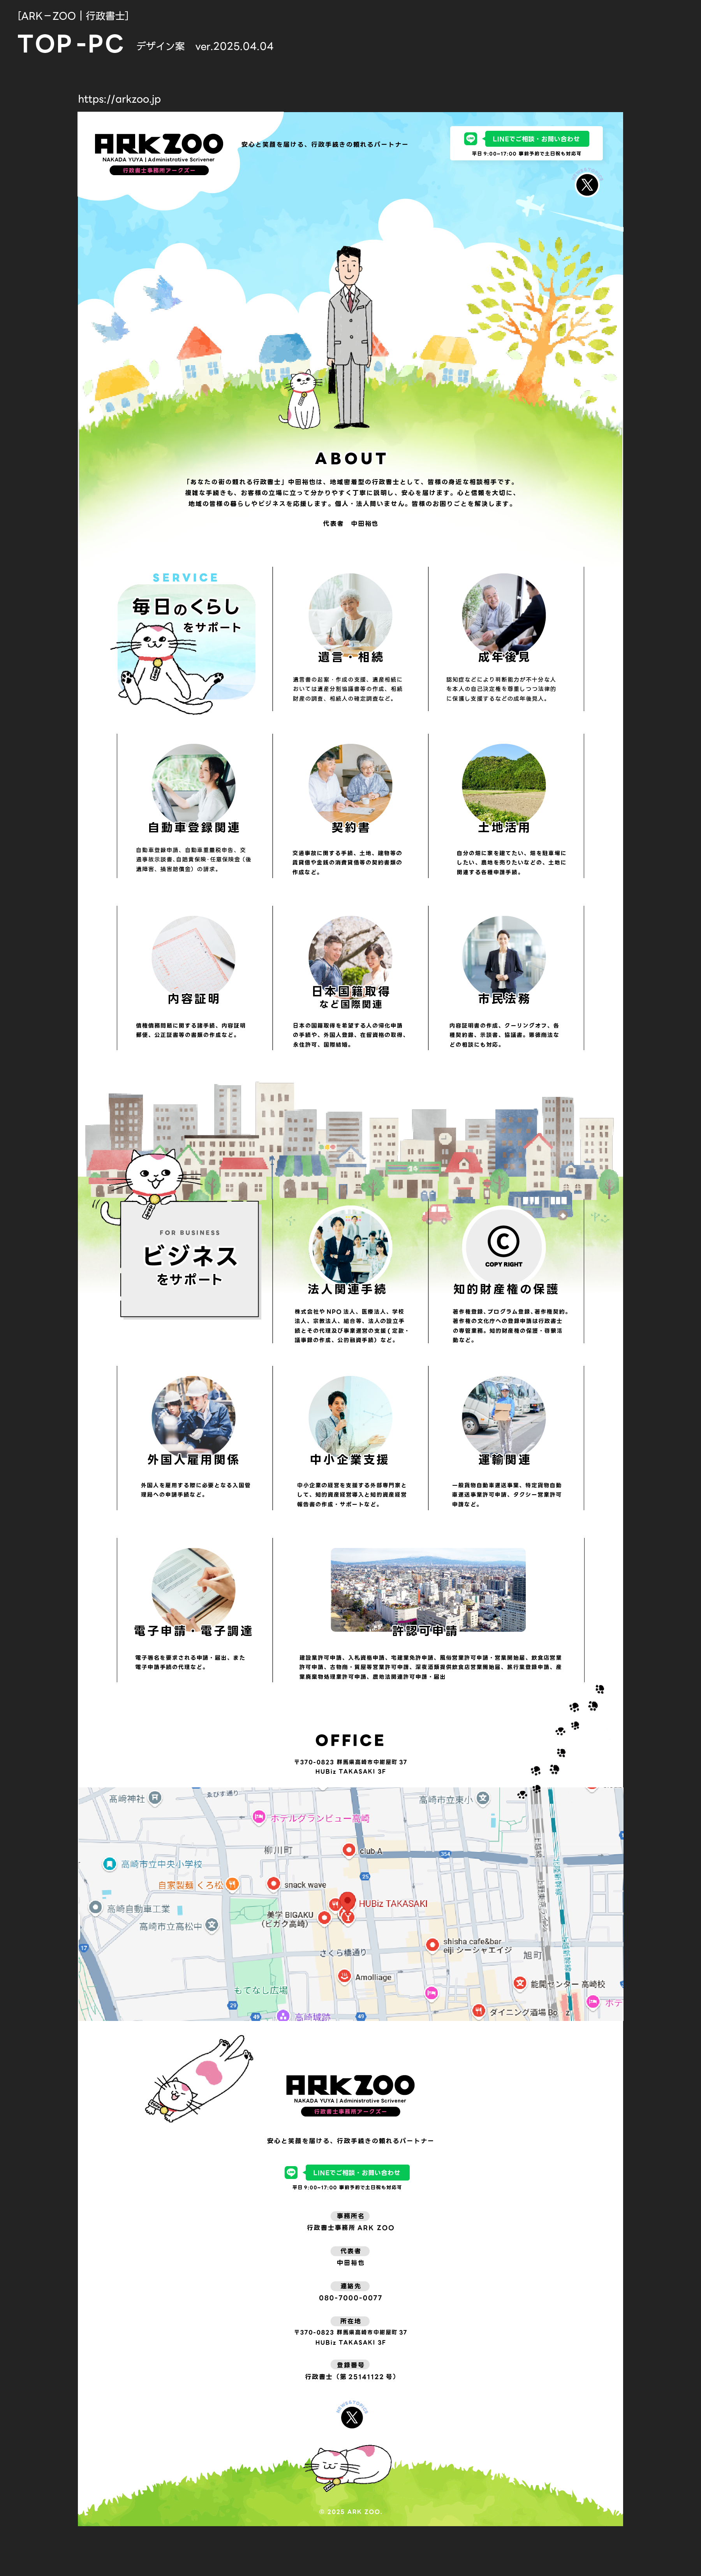 [ARK－ZOO｜行政書士]
TOP-PC デザイン案 ver.2025.04.04
https://arkzoo.jp
ARK ZOO
NAKADA YUYA | Administrative Scrivener
行政書士事務所アークズー
安心と笑顔を届ける、行政手続きの頼れるパートナー
LINEでご相談・お問い合わせ
平日9:00~17:00 事前予約で土日祝も対応可
ABOUT
「あなたの街の頼れる行政書士」中田裕也は、地域密着型の行政書士として、皆様の身近な相談相手です。
複雑な手続きも、お客様の立場に立って分かりやすく丁寧に説明し、安心を届けます。心と信頼を大切に、
地域の皆様の暮らしやビジネスを応援します。個人・法人問いません。皆様のお困りごとを解決します。
代表者 中田裕也
SERVICE
毎日のくらし
をサポート
遺言・相続
遺言書の起案・作成の支援、遺産相続に
おいては遺産分割協議書等の作成、相続
財産の調査、相続人の確定調査など。
成年後見
認知症などにより判断能力が不十分な人
を本人の自己決定権を尊重しつつ法律的
に保護し支援するなどの成年後見人。
自動車登録関連
自動車登録申請、自動車重量税申告、交
通事故示談書、自賠責保険･任意保険金（後
遺障害、損害賠償金）の請求。
契約書
交通事故に関する手続、土地、建物等の
賃貸借や金銭の消費貸借等の契約書類の
作成など。
土地活用
自分の畑に家を建てたい、畑を駐車場に
したい、農地を売りたいなどの、土地に
関連する各種申請手続。
内容証明
債権債務問題に関する諸手続、内容証明
郵便、公正証書等の書類の作成など。
日本国籍取得
など国際関連
日本の国籍取得を希望する人の帰化申請
の手続や、外国人登録、在留資格の取得、
永住許可、国際結婚。
市民法務
内容証明書の作成、クーリングオフ、各
種契約書、示談書、協議書。悪徳商法な
どの相談にも対応。
FOR BUSINESS
ビジネス
をサポート
法人関連手続
株式会社や NPO 法人、医療法人、学校
法人、宗教法人、組合等、法人の設立手
続とその代理及び事業運営の支援 ( 定款・
議事録の作成、公的融資手続）など。
C
COPY RIGHT
知的財産権の保護
著作権登録、プログラム登録、著作権契約。
著作権の文化庁への登録申請は行政書士
の専管業務。知的財産権の保護・啓蒙活
動など。
外国人雇用関係
外国人を雇用する際に必要となる入国管
理局への申請手続など。
中小企業支援
中小企業の経営を支援する外部専門家と
して、知的資産経営導入と知的資産経営
報告書の作成・サポートなど。
運輸関連
一般貨物自動車運送事業、特定貨物自動
車運送事業許可申請、タクシー営業許可
申請など。
電子申請・電子調達
電子署名を要求される申請・届出、また
電子申請手続の代理など。
許認可申請
建設業許可申請、入札資格申請、宅建業免許申請、風俗営業許可申請・営業開始届、飲食店営業
許可申請、古物商・質屋等営業許可申請、深夜酒類提供飲食店営業開始届、旅行業登録申請、産
業廃棄物処理業許可申請、農地法関連許可申請・届出
OFFICE
〒370-0823 群馬県高崎市中紺屋町 37
HUBiz TAKASAKI 3F
高崎神社
ゑびす通り
ホテルグランビュー高崎
高崎市立東小
柳川町
club A
354
高崎市立中央小学校
25
自家製麺 くろ松
snack wave
HUBiz TAKASAKI
高崎自動車工業
美学 BIGAKU
（ビガク高崎）
高崎市立高松中
さくら橋通り
shisha cafe&bar
eiji シーシャエイジ
旭町
17
Amolliage
能開センター 高崎校
もてなし広場
ホテ
29
49
高崎城跡
49
ダイニング酒場 Bo z
ARK ZOO
NAKADA YUYA | Administrative Scrivener
行政書士事務所アークズー
安心と笑顔を届ける、行政手続きの頼れるパートナー
LINEでご相談・お問い合わせ
平日9:00~17:00 事前予約で土日祝も対応可
事務所名
行政書士事務所 ARK ZOO
代表者
中田裕也
連絡先
080-7000-0077
所在地
〒370-0823 群馬県高崎市中紺屋町 37
HUBiz TAKASAKI 3F
登録番号
行政書士（第 25141122 号）
NEWS&TOPICS
© 2025 ARK ZOO.